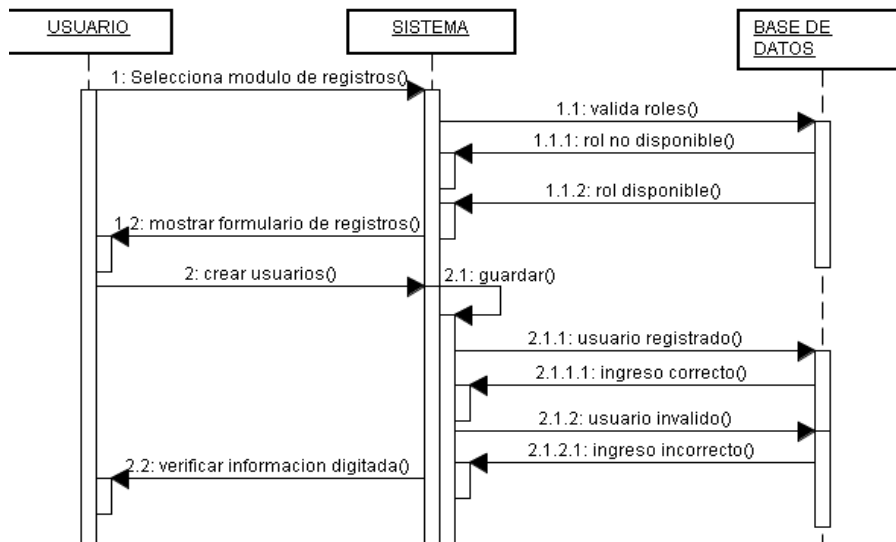 USUARIO
SISTEMA
BASE DE
DATOS
1: Selecciona modulo de registros()
1.1: valida roles()
1.1.1: rol no disponible()
1.1.2: rol disponible()
1.2: mostrar formulario de registros()
2: crear usuarios()
2.1: guardar()
2.1.1: usuario registrado()
2.1.1.1: ingreso correcto()
2.1.2: usuario invalido()
2.1.2.1: ingreso incorrecto()
2.2: verificar informacion digitada()